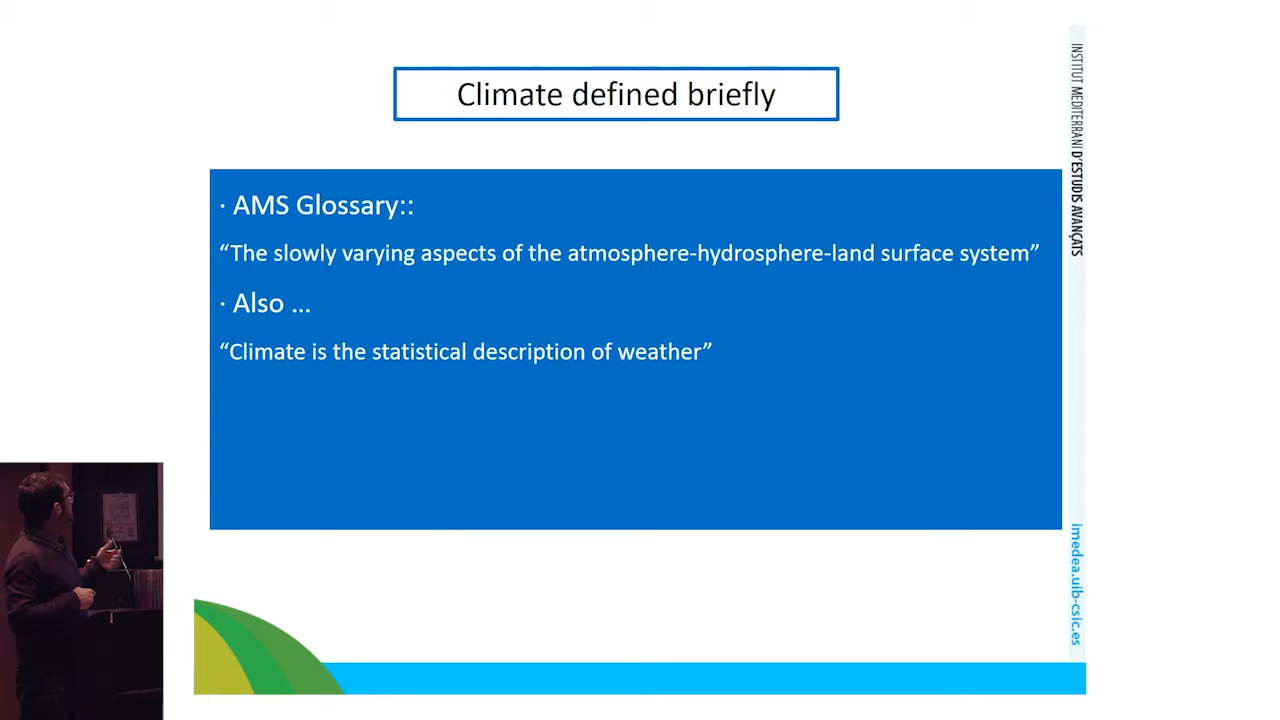 Climate defined briefly
· AMS Glossary::
“The slowly varying aspects of the atmosphere-hydrosphere-land surface system”
· Also ...
“Climate is the statistical description of weather”
INSTITUT MEDITERRANI D'ESTUDIS AVANÇATS
imedea.uib-csic.es